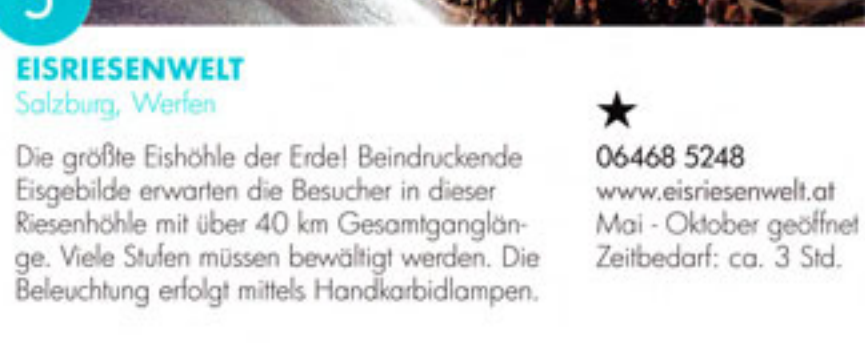 5
EISRIESENWELT
Salzburg, Werfen
Die größte Eishöhle der Erde! Beindruckende
Eisgebilde erwarten die Besucher in dieser
Riesenhöhle mit über 40 km Gesamtganglän-
ge. Viele Stufen müssen bewältigt werden. Die
Beleuchtung erfolgt mittels Handkarbidlampen.
★
06468 5248
www.eisriesenwelt.at
Mai - Oktober geöffnet
Zeitbedarf: ca. 3 Std.